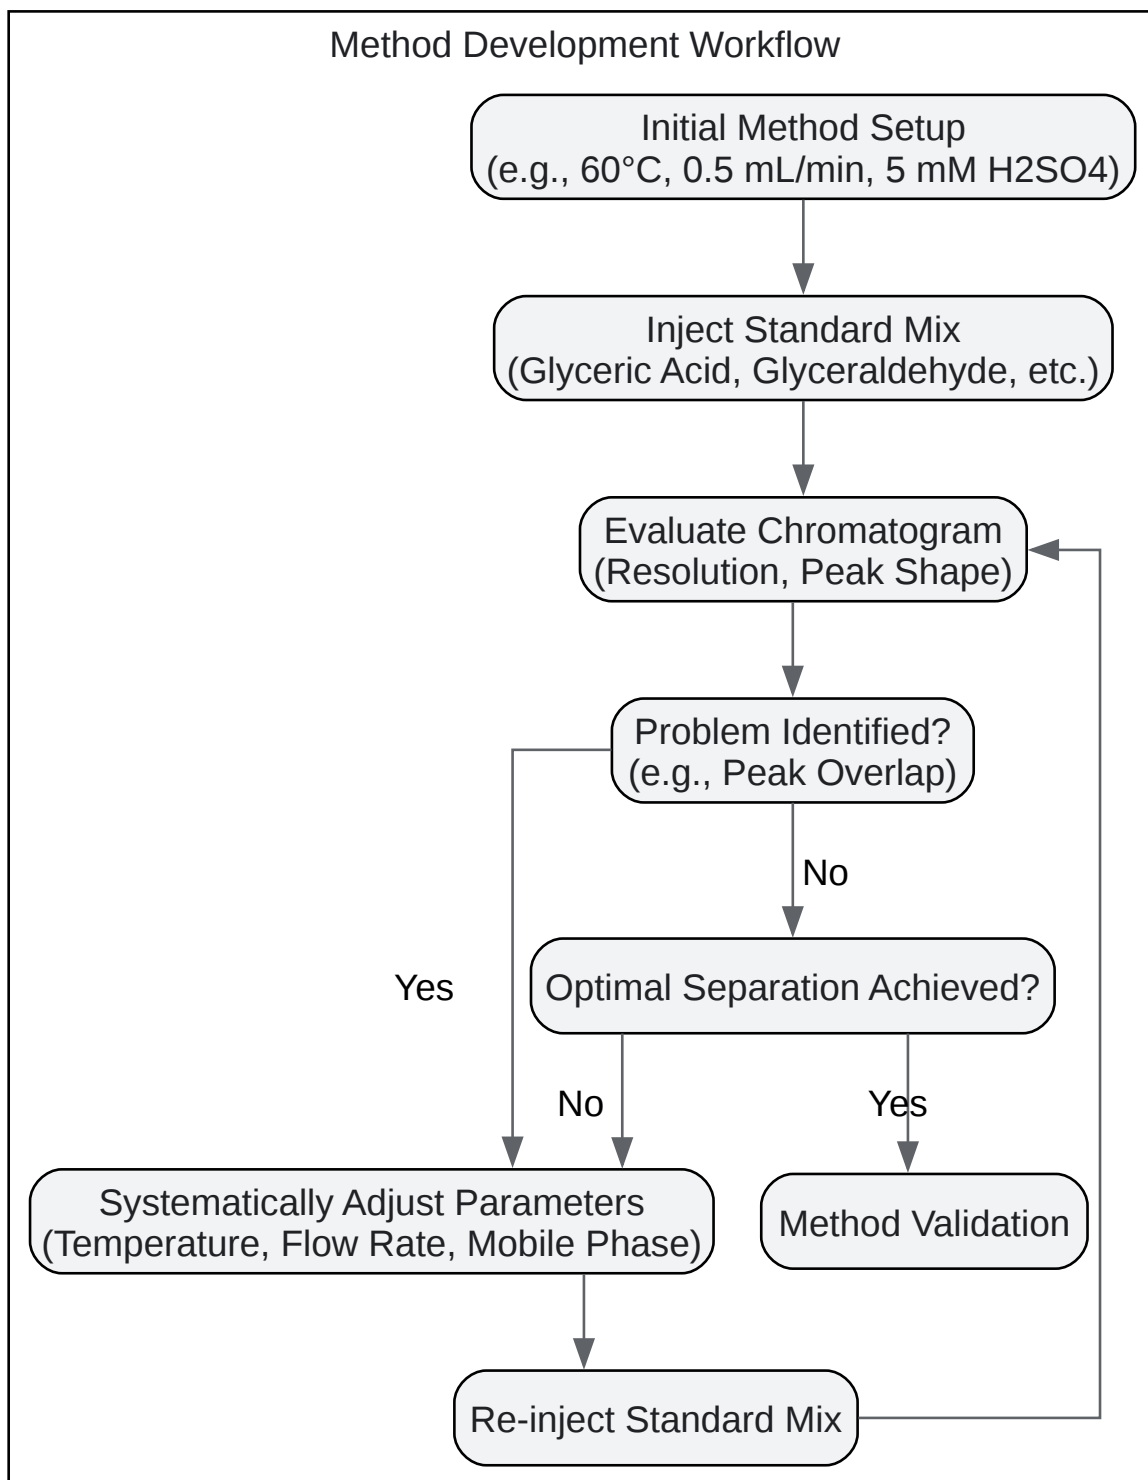 Method Development Workflow
Initial Method Setup
(e.g., 60°C, 0.5 mL/min, 5 mM H2SO4)
Inject Standard Mix
(Glyceric Acid, Glyceraldehyde, etc.)
Evaluate Chromatogram
(Resolution, Peak Shape)
Problem Identified?
(e.g., Peak Overlap)
No
Yes
Optimal Separation Achieved?
No
Yes
Systematically Adjust Parameters
(Temperature, Flow Rate, Mobile Phase)
Method Validation
Re-inject Standard Mix